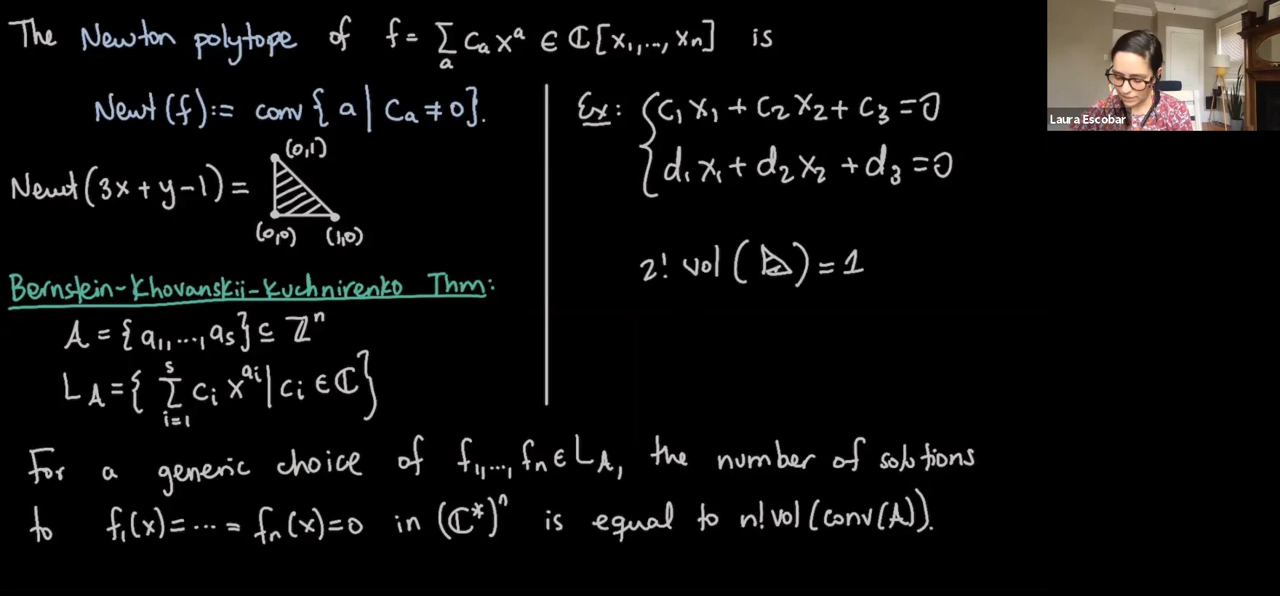 The Newton polytope of f = ∑_a c_a x^a ∈ ℂ[x_1,...,x_n] is
Newt(f) := conv{a | c_a ≠ 0}.
Newt(3x + y - 1) =
(0,1)
(0,0) (1,0)
Bernstein-Khovanskii-Kuchnirenko Thm:
A = {a_1,...,a_s} ⊆ ℤ^n
L_A = { ∑_{i=1}^{s} c_i x^{a_i} | c_i ∈ ℂ }
Ex: { c_1 x_1 + c_2 x_2 + c_3 = 0
d_1 x_1 + d_2 x_2 + d_3 = 0
2! vol ( ) = 1
For a generic choice of f_1,...,f_n ∈ L_A, the number of solutions
to f_1(x) = ... = f_n(x) = 0 in (ℂ*)^n is equal to n! vol(conv(A)).
Laura Escobar